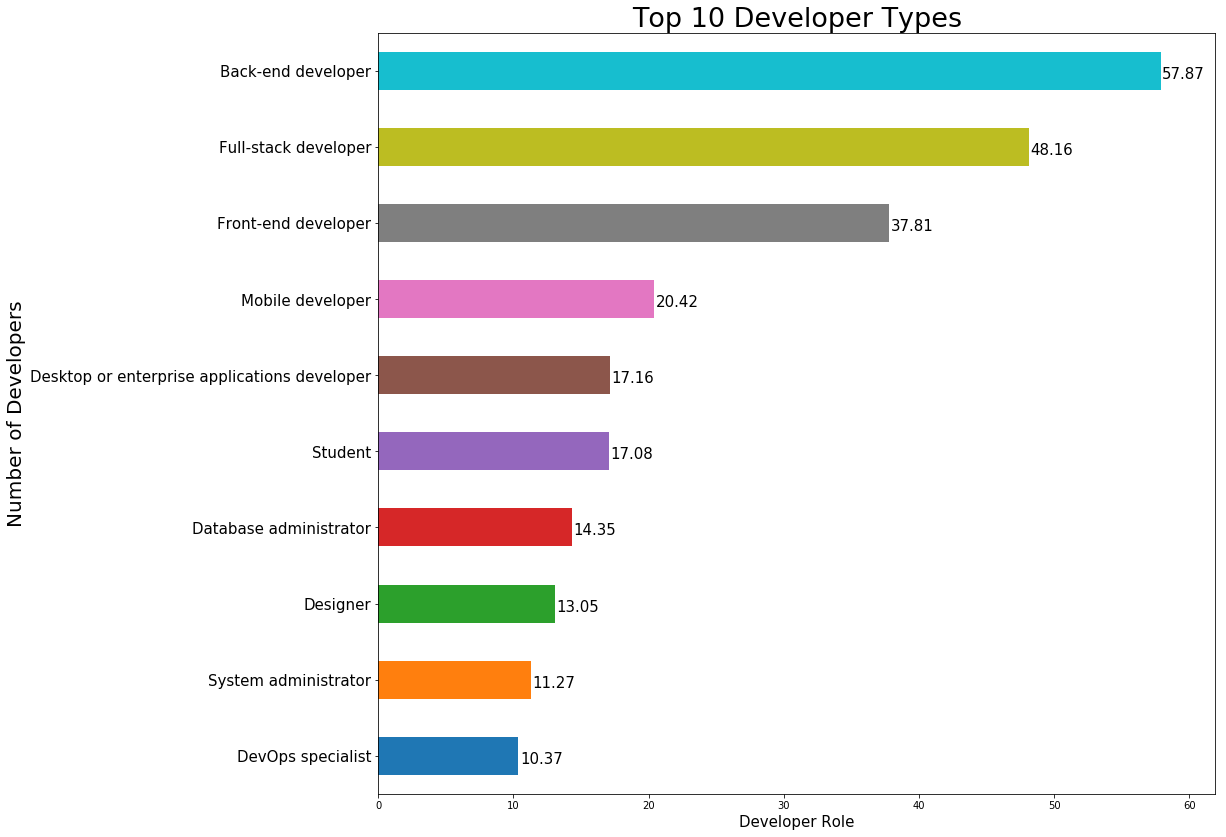 Top 10 Developer Types
Number of Developers
Back-end developer 57.87
Full-stack developer 48.16
Front-end developer 37.81
Mobile developer 20.42
Desktop or enterprise applications developer 17.16
Student 17.08
Database administrator 14.35
Designer 13.05
System administrator 11.27
DevOps specialist 10.37
0 10 20 30 40 50 60
Developer Role